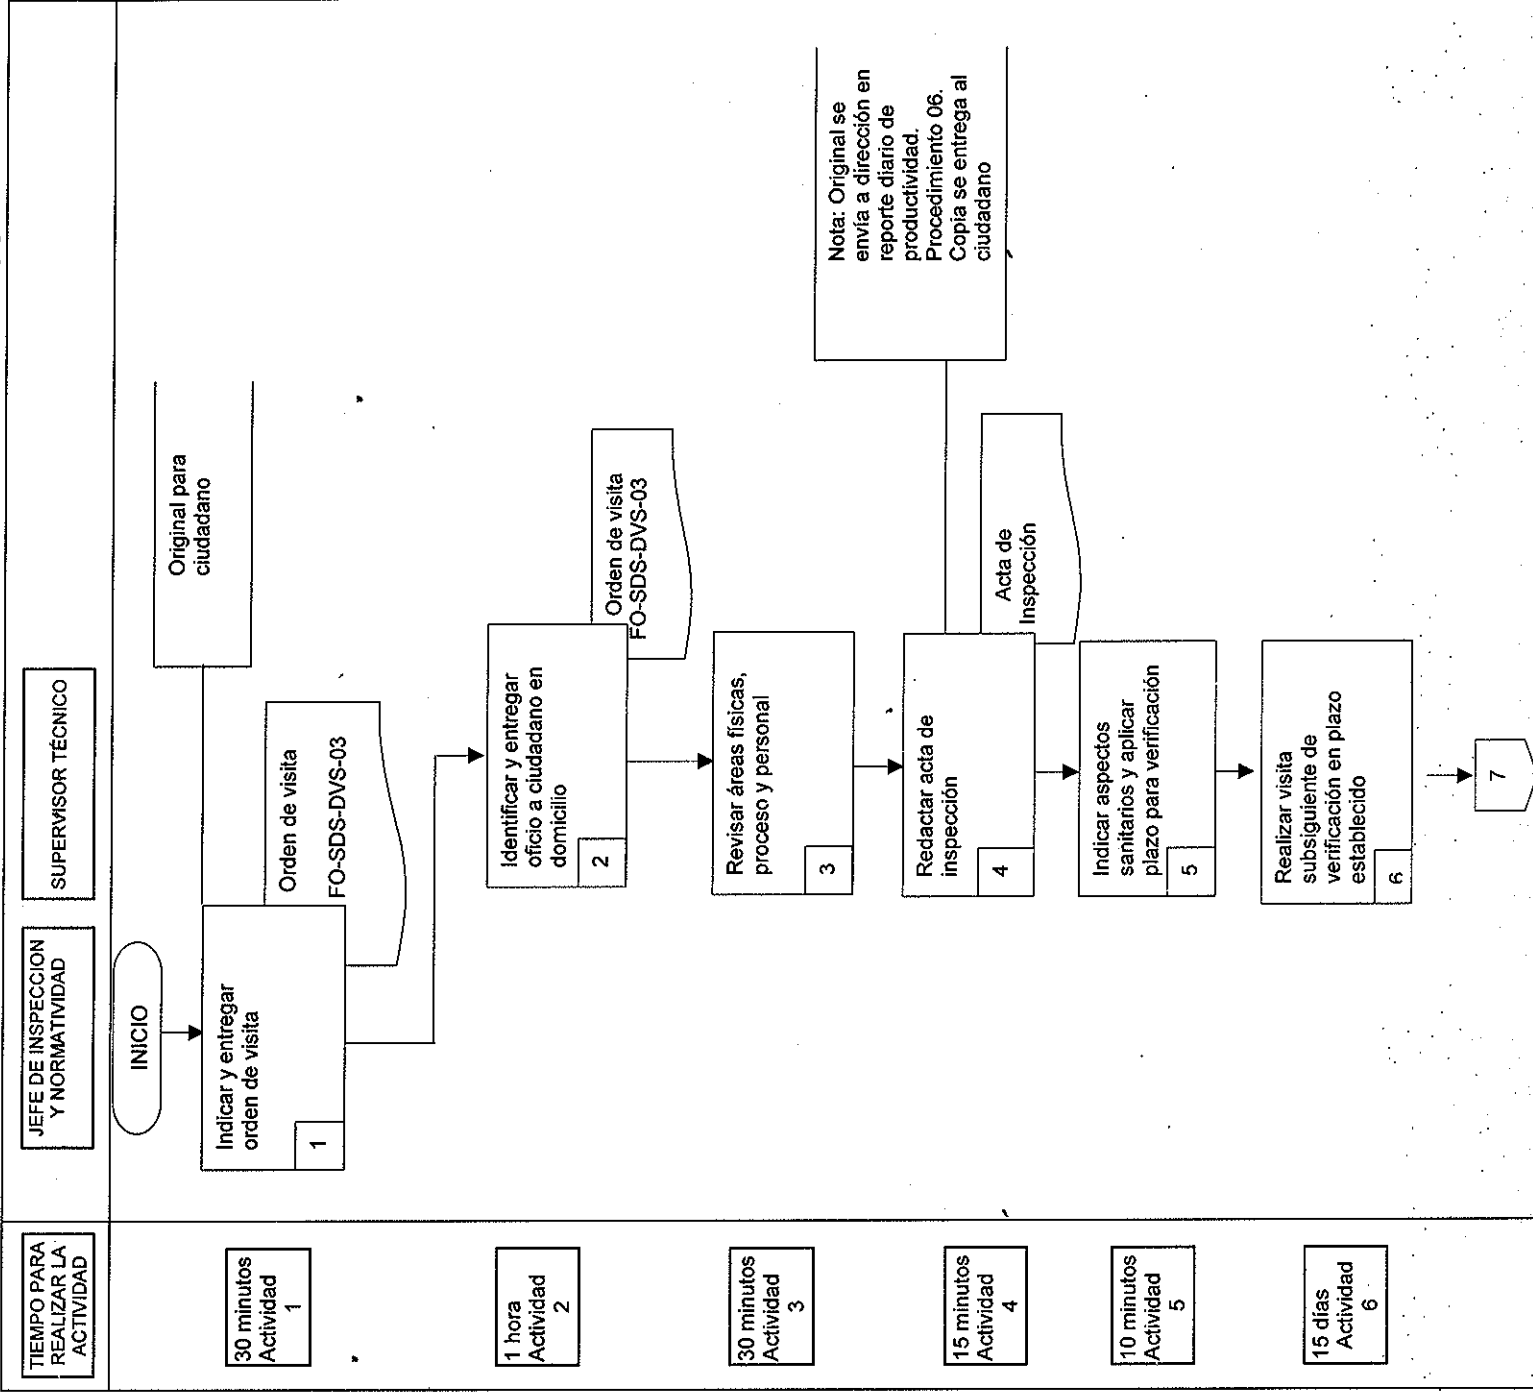 TIEMPO PARA
REALIZAR LA
ACTIVIDAD
JEFE DE INSPECCION
Y NORMATIVIDAD
SUPERVISOR TÉCNICO
INICIO
30 minutos
Actividad
1
Indicar y entregar
orden de visita
1
Orden de visita
FO-SDS-DVS-03
Original para
ciudadano
1 hora
Actividad
2
Identificar y entregar
oficio a ciudadano en
domicilio
2
Orden de visita
FO-SDS-DVS-03
30 minutos
Actividad
3
Revisar áreas físicas,
proceso y personal
3
15 minutos
Actividad
4
Redactar acta de
inspección
4
Acta de
Inspección
Nota: Original se
envía a dirección en
reporte diario de
productividad.
Procedimiento 06.
Copia se entrega al
ciudadano
10 minutos
Actividad
5
Indicar aspectos
sanitarios y aplicar
plazo para verificación
5
15 días
Actividad
6
Realizar visita
subsiguiente de
verificación en plazo
establecido
6
7